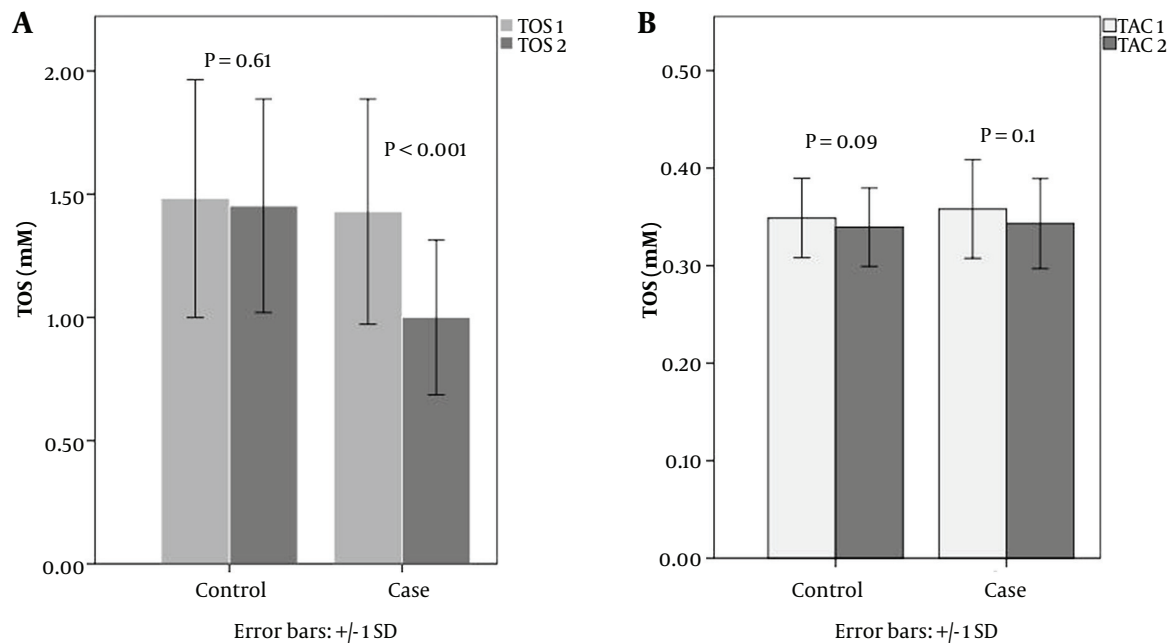 A
TOS 1
TOS 2
P = 0.61
P < 0.001
TOS (mM)
2.00
1.50
1.00
0.50
0.00
Control
Case
Error bars: +/- 1 SD
B
TAC 1
TAC 2
P = 0.09
P = 0.1
TOS (mM)
0.50
0.40
0.30
0.20
0.10
0.00
Control
Case
Error bars: +/- 1 SD